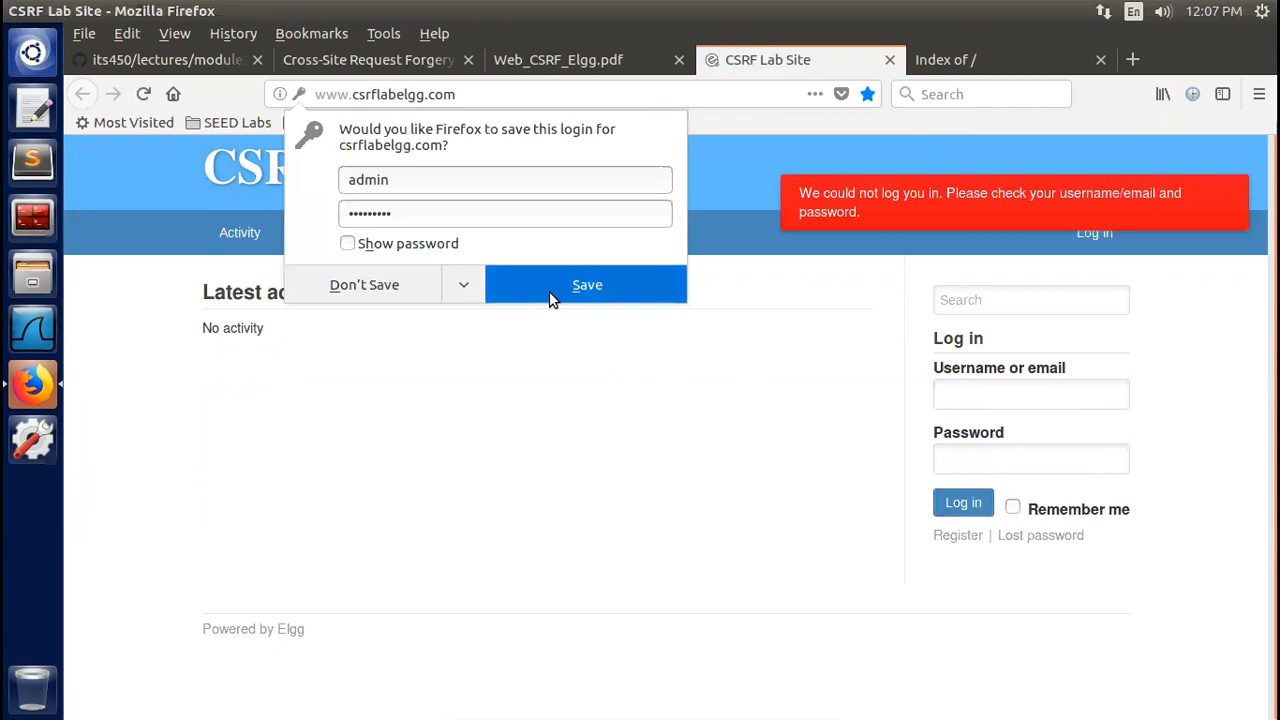 CSRF Lab Site - Mozilla Firefox
En
12:07 PM
File Edit View History Bookmarks Tools Help
its450/lectures/module
Cross-Site Request Forgery
Web_CSRF_Elgg.pdf
CSRF Lab Site
Index of /
www.csrflabelgg.com
Search
Most Visited
SEED Labs
Would you like Firefox to save this login for
csrflabelgg.com?
admin
•••••••••
Show password
Don't Save
Save
CSR
We could not log you in. Please check your username/email and
password.
Activity
Log in
Latest ac
No activity
Search
Log in
Username or email
Password
Log in
Remember me
Register | Lost password
Powered by Elgg